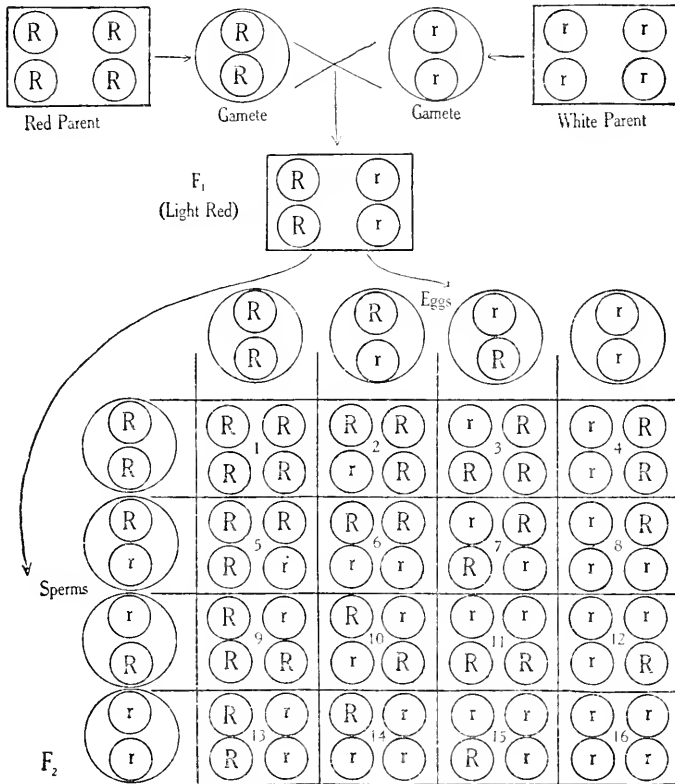 R R R r r r
R R R r r r
Red Parent Gamete Gamete White Parent
F₁ R r
(Light Red)
R r
Eggs
R R r r
R r R r
R R R R R r R r R
1 2 3 4
R R R r R R R r R
R R R R R r R r R
5 6 7 8
r R r r r R r r r
Sperms
r R r R r r r r r
9 10 11 12
R R R r R R R r R
r R r R r r r r r
13 14 15 16
F₂ r R r r r R r r r